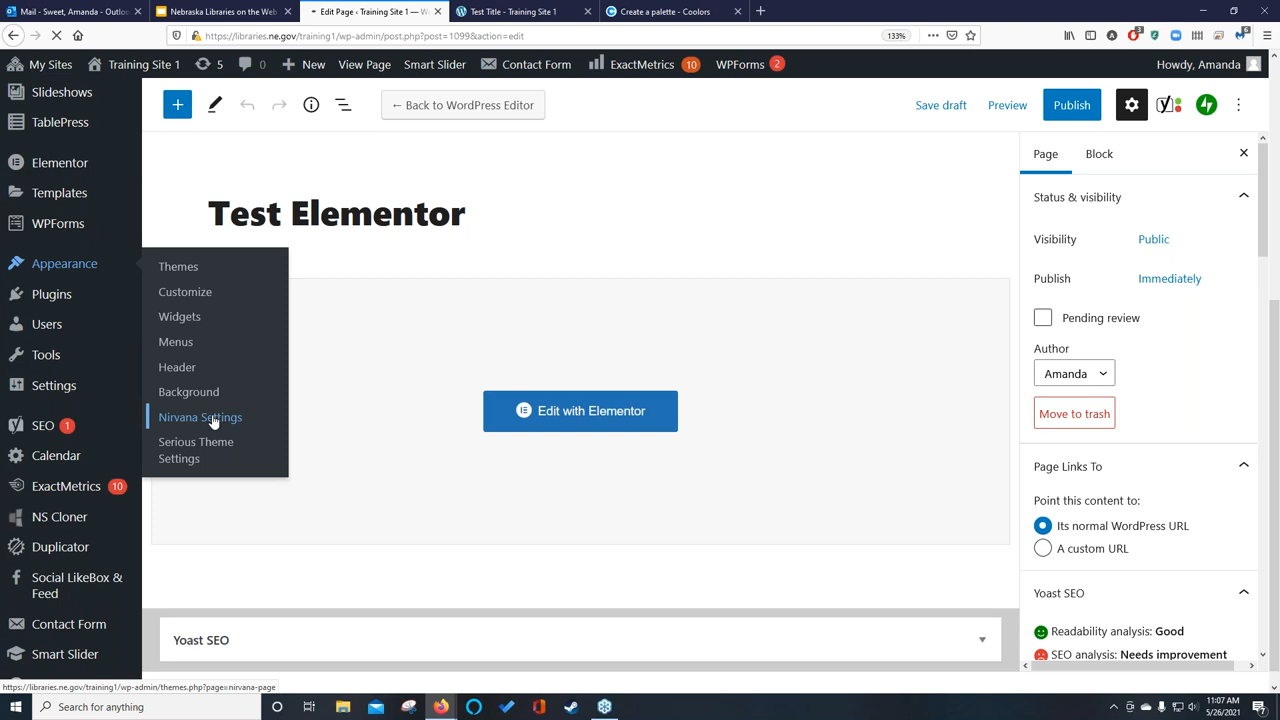 Mail - Sweet, Amanda - Outloo
Nebraska Libraries on the Web
Edit Page ‹ Training Site 1 — W
Test Title - Training Site 1
Create a palette - Coolors
https://libraries.ne.gov/training1/wp-admin/post.php?post=1099&action=edit
133%
3
6
My Sites
Training Site 1
5
New
View Page
Smart Slider
Contact Form
ExactMetrics
10
WPForms
2
Howdy, Amanda
Slideshows
TablePress
Elementor
Templates
WPForms
Appearance
Plugins
Users
Tools
Settings
SEO
1
Calendar
ExactMetrics
10
NS Cloner
Duplicator
Social LikeBox &
Feed
Contact Form
Smart Slider
Themes
Customize
Widgets
Menus
Header
Background
Nirvana Settings
Serious Theme
Settings
← Back to WordPress Editor
Save draft
Preview
Publish
Test Elementor
Edit with Elementor
Yoast SEO
Page
Block
Status & visibility
Visibility
Public
Publish
Immediately
Pending review
Author
Amanda
Move to trash
Page Links To
Point this content to:
Its normal WordPress URL
A custom URL
Yoast SEO
Readability analysis: Good
SEO analysis: Needs improvement
https://libraries.ne.gov/training1/wp-admin/themes.php?page=nirvana-page
Search for anything
11:07 AM
5/26/2021
7